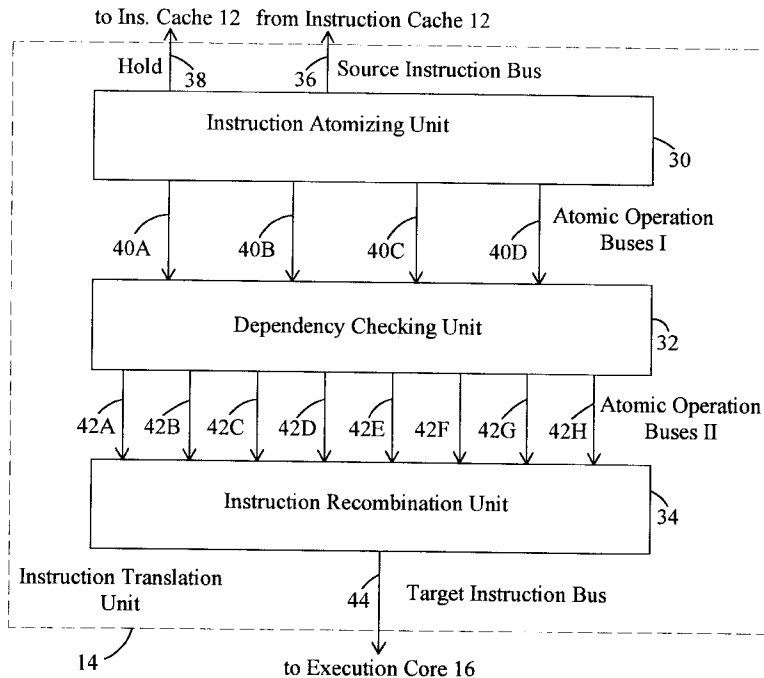 to Ins. Cache 12 from Instruction Cache 12
Hold 38 36 Source Instruction Bus
Instruction Atomizing Unit
30
40A 40B 40C 40D Atomic Operation
Buses I
Dependency Checking Unit
32
42A 42B 42C 42D 42E 42F 42G 42H Atomic Operation
Buses II
Instruction Recombination Unit
34
Instruction Translation
Unit
44 Target Instruction Bus
14
to Execution Core 16